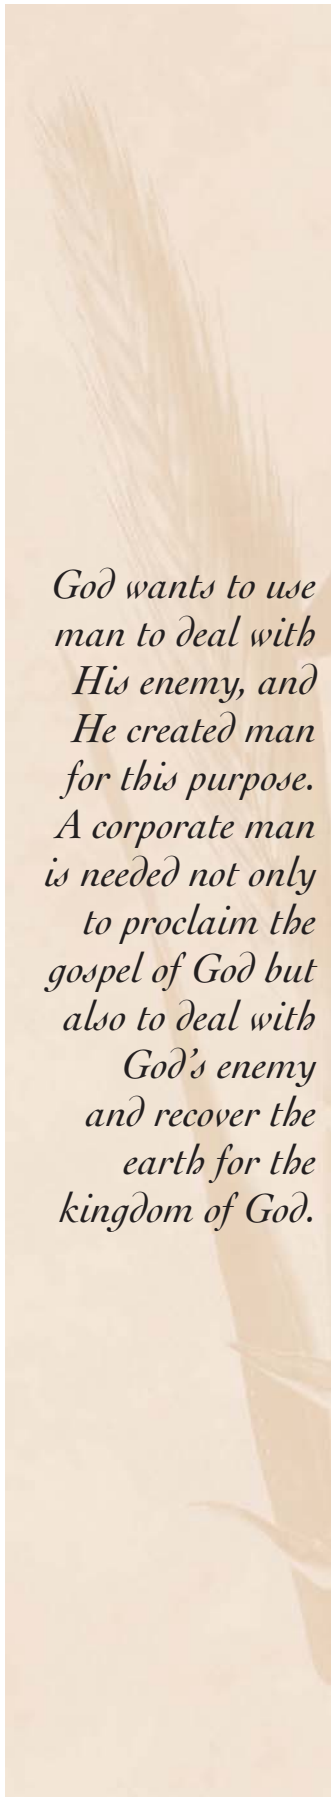 God wants to use
man to deal with
His enemy, and
He created man
for this purpose.
A corporate man
is needed not only
to proclaim the
gospel of God but
also to deal with
God’s enemy
and recover the
earth for the
kingdom of God.